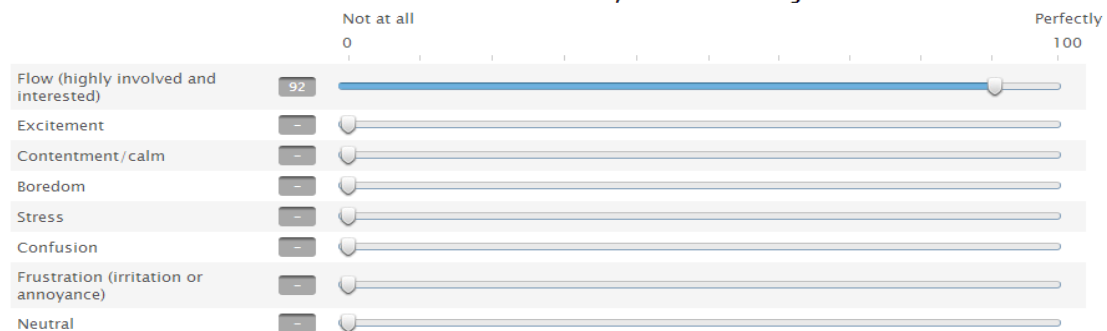 Not at all Perfectly
0 100
Flow (highly involved and
interested) 92
Excitement -
Contentment/calm -
Boredom -
Stress -
Confusion -
Frustration (irritation or
annoyance) -
Neutral -